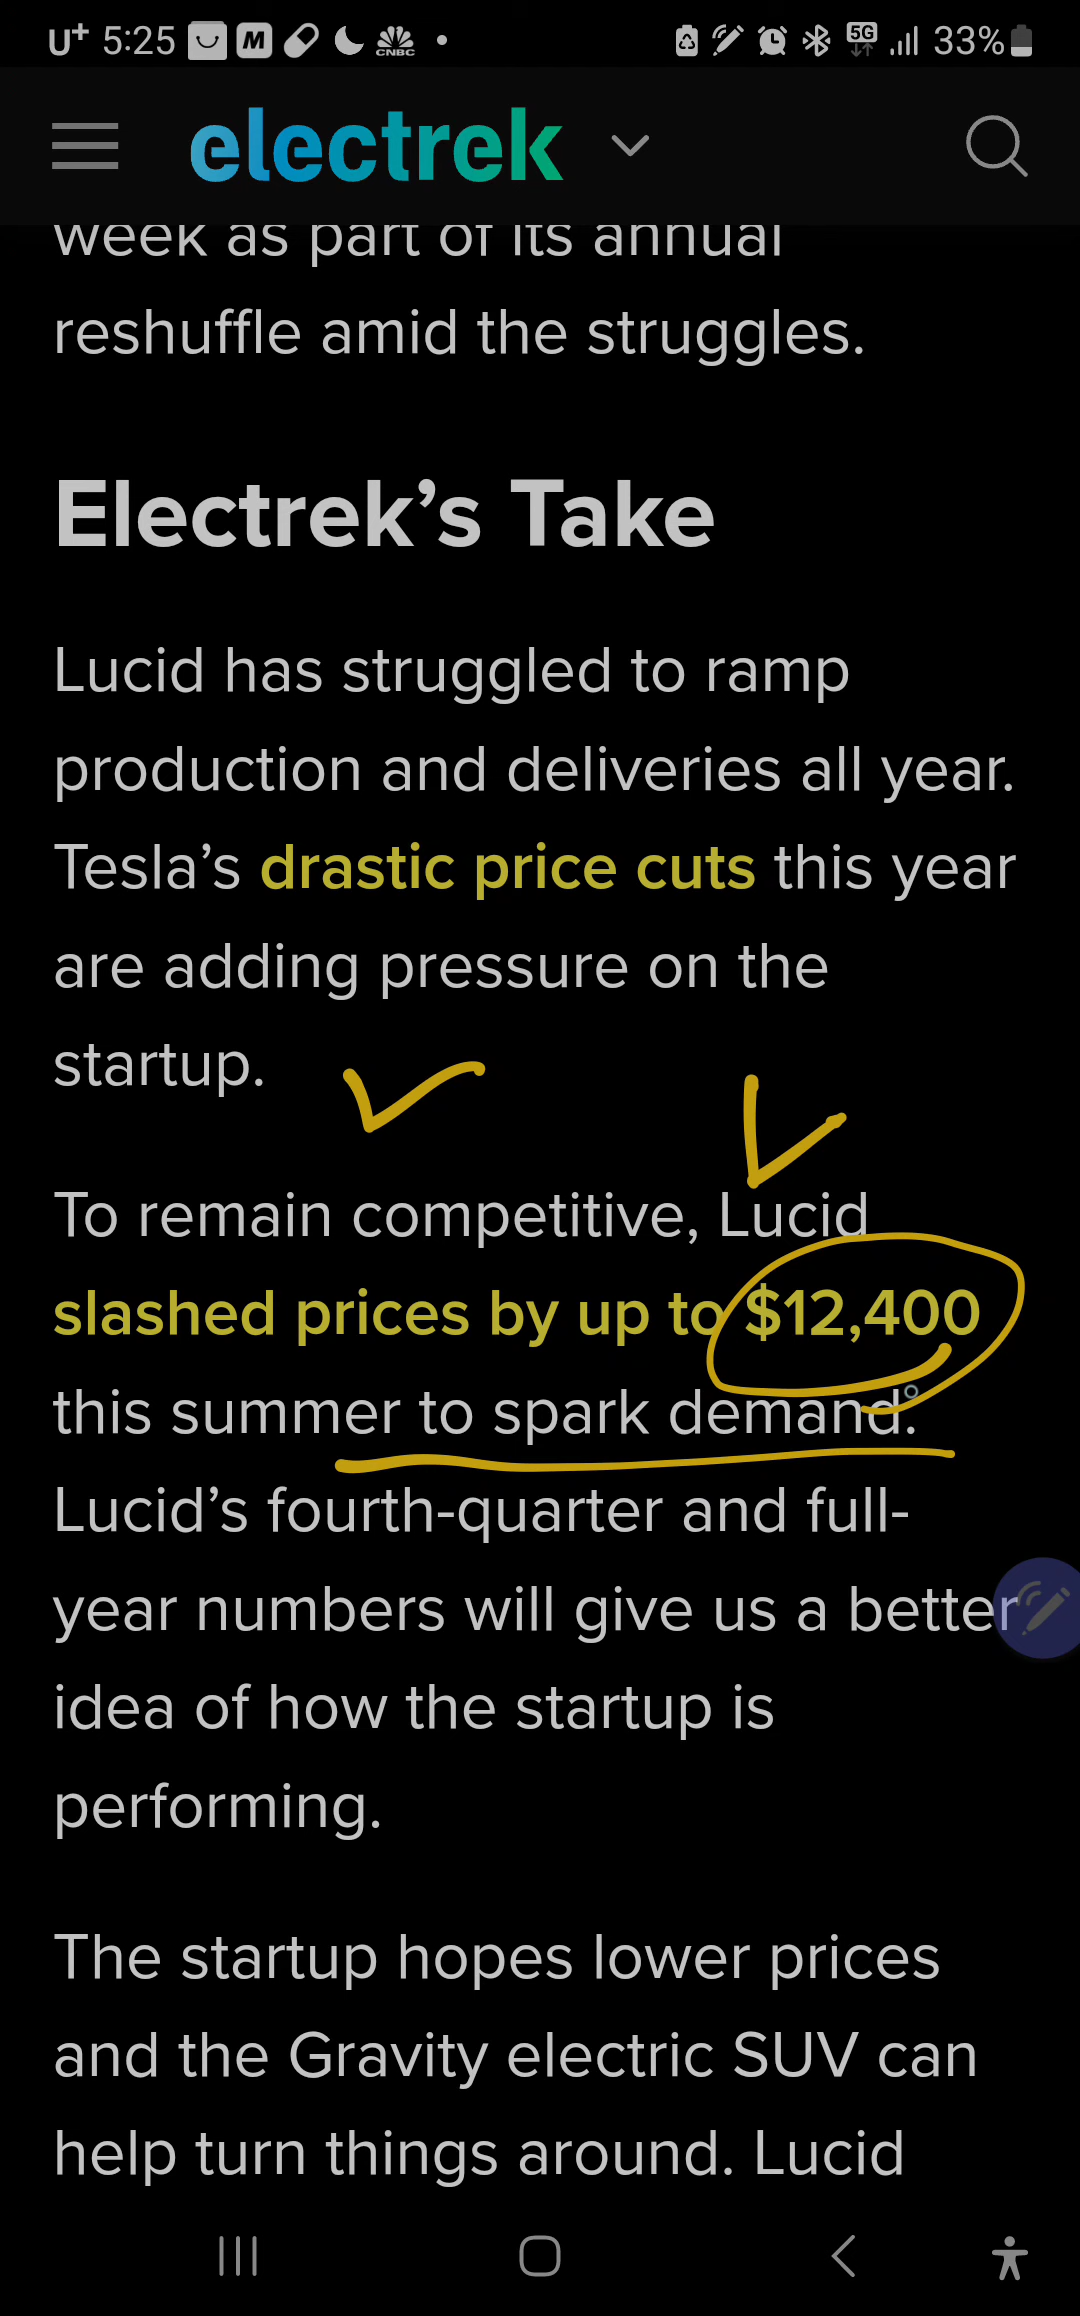 U+ 5:25 M CNBC 5G 33%
electrek
week as part of its annual
reshuffle amid the struggles.
Electrek’s Take
Lucid has struggled to ramp
production and deliveries all year.
Tesla’s drastic price cuts this year
are adding pressure on the
startup.
To remain competitive, Lucid
slashed prices by up to $12,400
this summer to spark demand.
Lucid’s fourth-quarter and full-
year numbers will give us a better
idea of how the startup is
performing.
The startup hopes lower prices
and the Gravity electric SUV can
help turn things around. Lucid